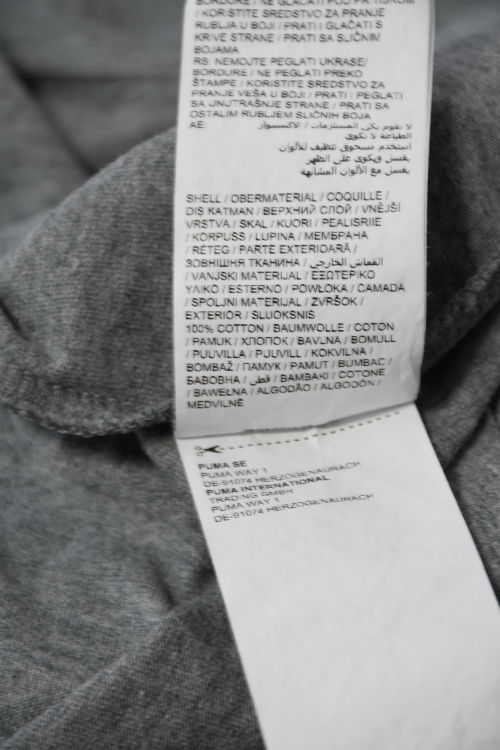 BORDURE / NE GLAČATI POD PRITISKOM
/ KORISTITE SREDSTVO ZA PRANJE
RUBLJA U BOJI / PRATI I GLAČATI S
KRIVE STRANE / PRATI SA SLIČNIM
BOJAMA
RS: NEMOJTE PEGLATI UKRASE/
BORDURE / NE PEGLATI PREKO
ŠTAMPE / KORISTITE SREDSTVO ZA
PRANJE VEŠA U BOJI / PRATI I PEGLATI
SA UNUTRAŠNJE STRANE / PRATI SA
OSTALIM RUBLJEM SLIČNIH BOJA
AE: لا تقوم بكي المستلزمات / الاكسسوار
الطباعة لا تكوى
استخدم مسحوق تنظيف للألوان
يغسل ويكوى على الظهر
يغسل مع الألوان المشابهة
SHELL / OBERMATERIAL / COQUILLE /
DIŞ KATMAN / ВЕРХНИЙ СЛОЙ / VNĚJŠÍ
VRSTVA / SKAL / KUORI / PEALISRIIE
/ KORPUSS / LUPINA / МЕМБРАНА
/ RÉTEG / PARTE EXTERIOARĂ /
ЗОВНІШНЯ ТКАНИНА / القماش الخارجي
/ VANJSKI MATERIJAL / ΕΞΩΤΕΡΙΚΟ
ΥΛΙΚΟ / ESTERNO / POWŁOKA / CAMADA
/ SPOLJNI MATERIJAL / ZVRŠOK /
EXTERIOR / SLUOKSNIS
100% COTTON / BAUMWOLLE / COTON
/ PAMUK / ХЛОПОК / BAVLNA / BOMULL
/ PUUVILLA / PUUVILL / KOKVILNA /
BOMBAŽ / ПАМУК / PAMUT / BUMBAC /
БАВОВНА / قطن / ΒΑΜΒΑΚΙ / COTONE
/ BAWEŁNA / ALGODÃO / ALGODÓN /
MEDVILNĖ
PUMA SE
PUMA WAY 1
DE-91074 HERZOGENAURACH
PUMA INTERNATIONAL
TRADING GMBH
PUMA WAY 1
DE-91074 HERZOGENAURACH